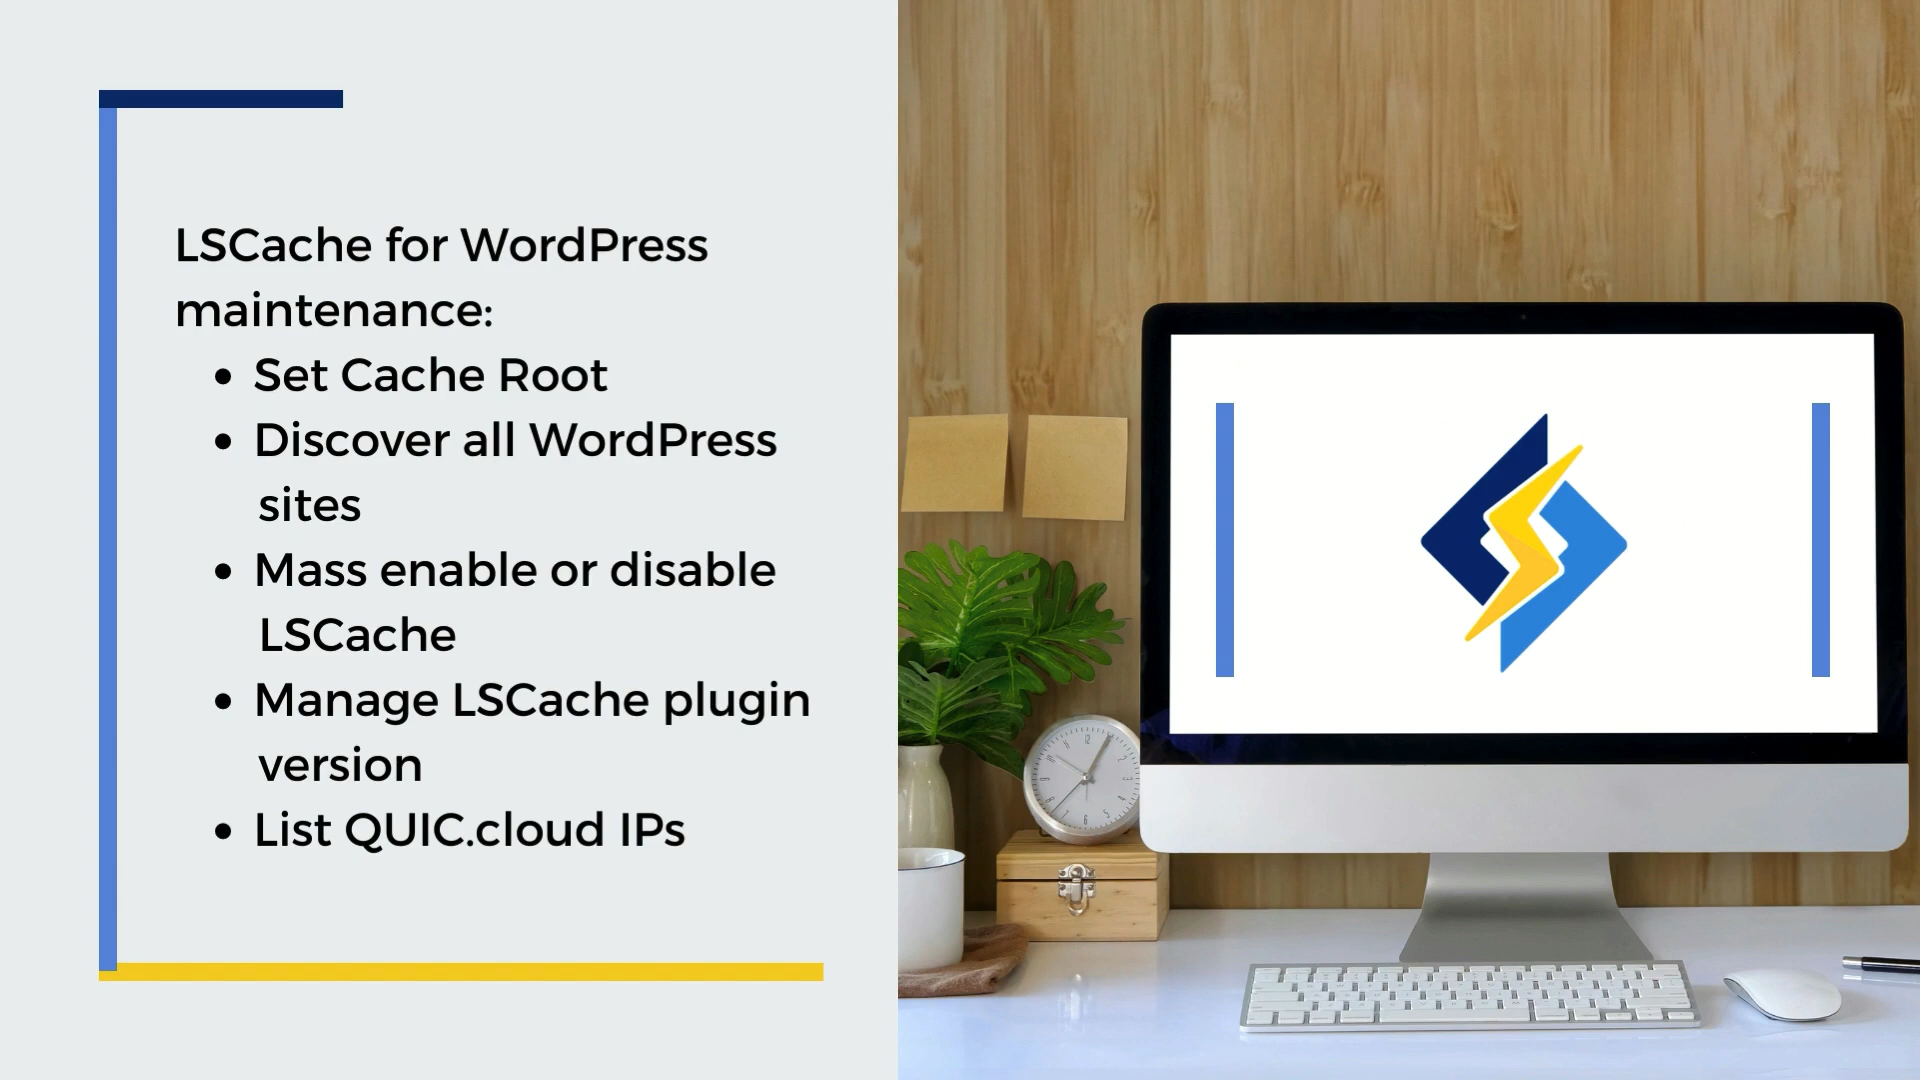 LSCache for WordPress
maintenance:
• Set Cache Root
• Discover all WordPress
sites
• Mass enable or disable
LSCache
• Manage LSCache plugin
version
• List QUIC.cloud IPs